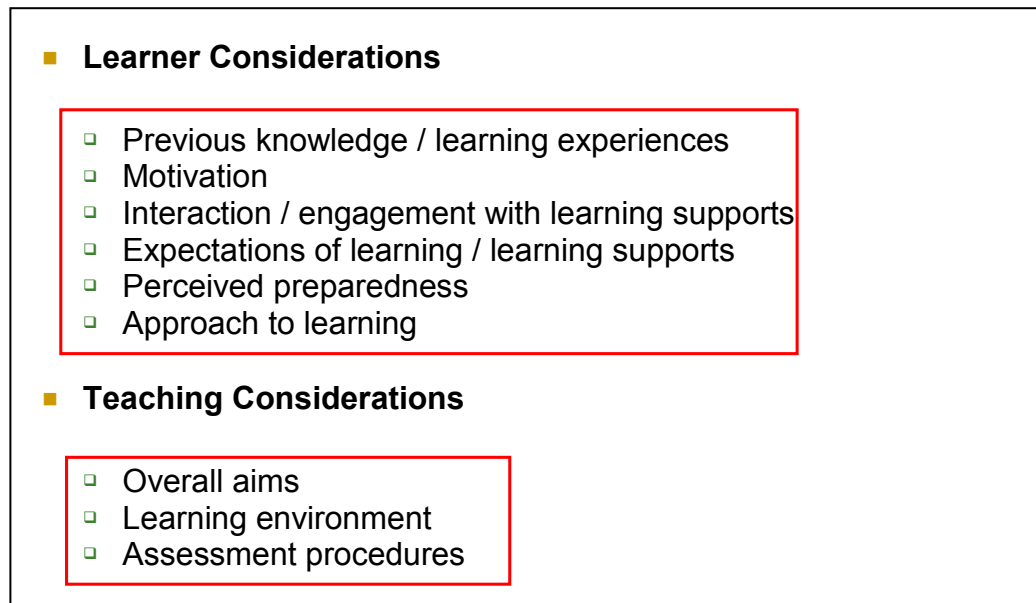 Learner Considerations
Previous knowledge / learning experiences
Motivation
Interaction / engagement with learning supports
Expectations of learning / learning supports
Perceived preparedness
Approach to learning
Teaching Considerations
Overall aims
Learning environment
Assessment procedures